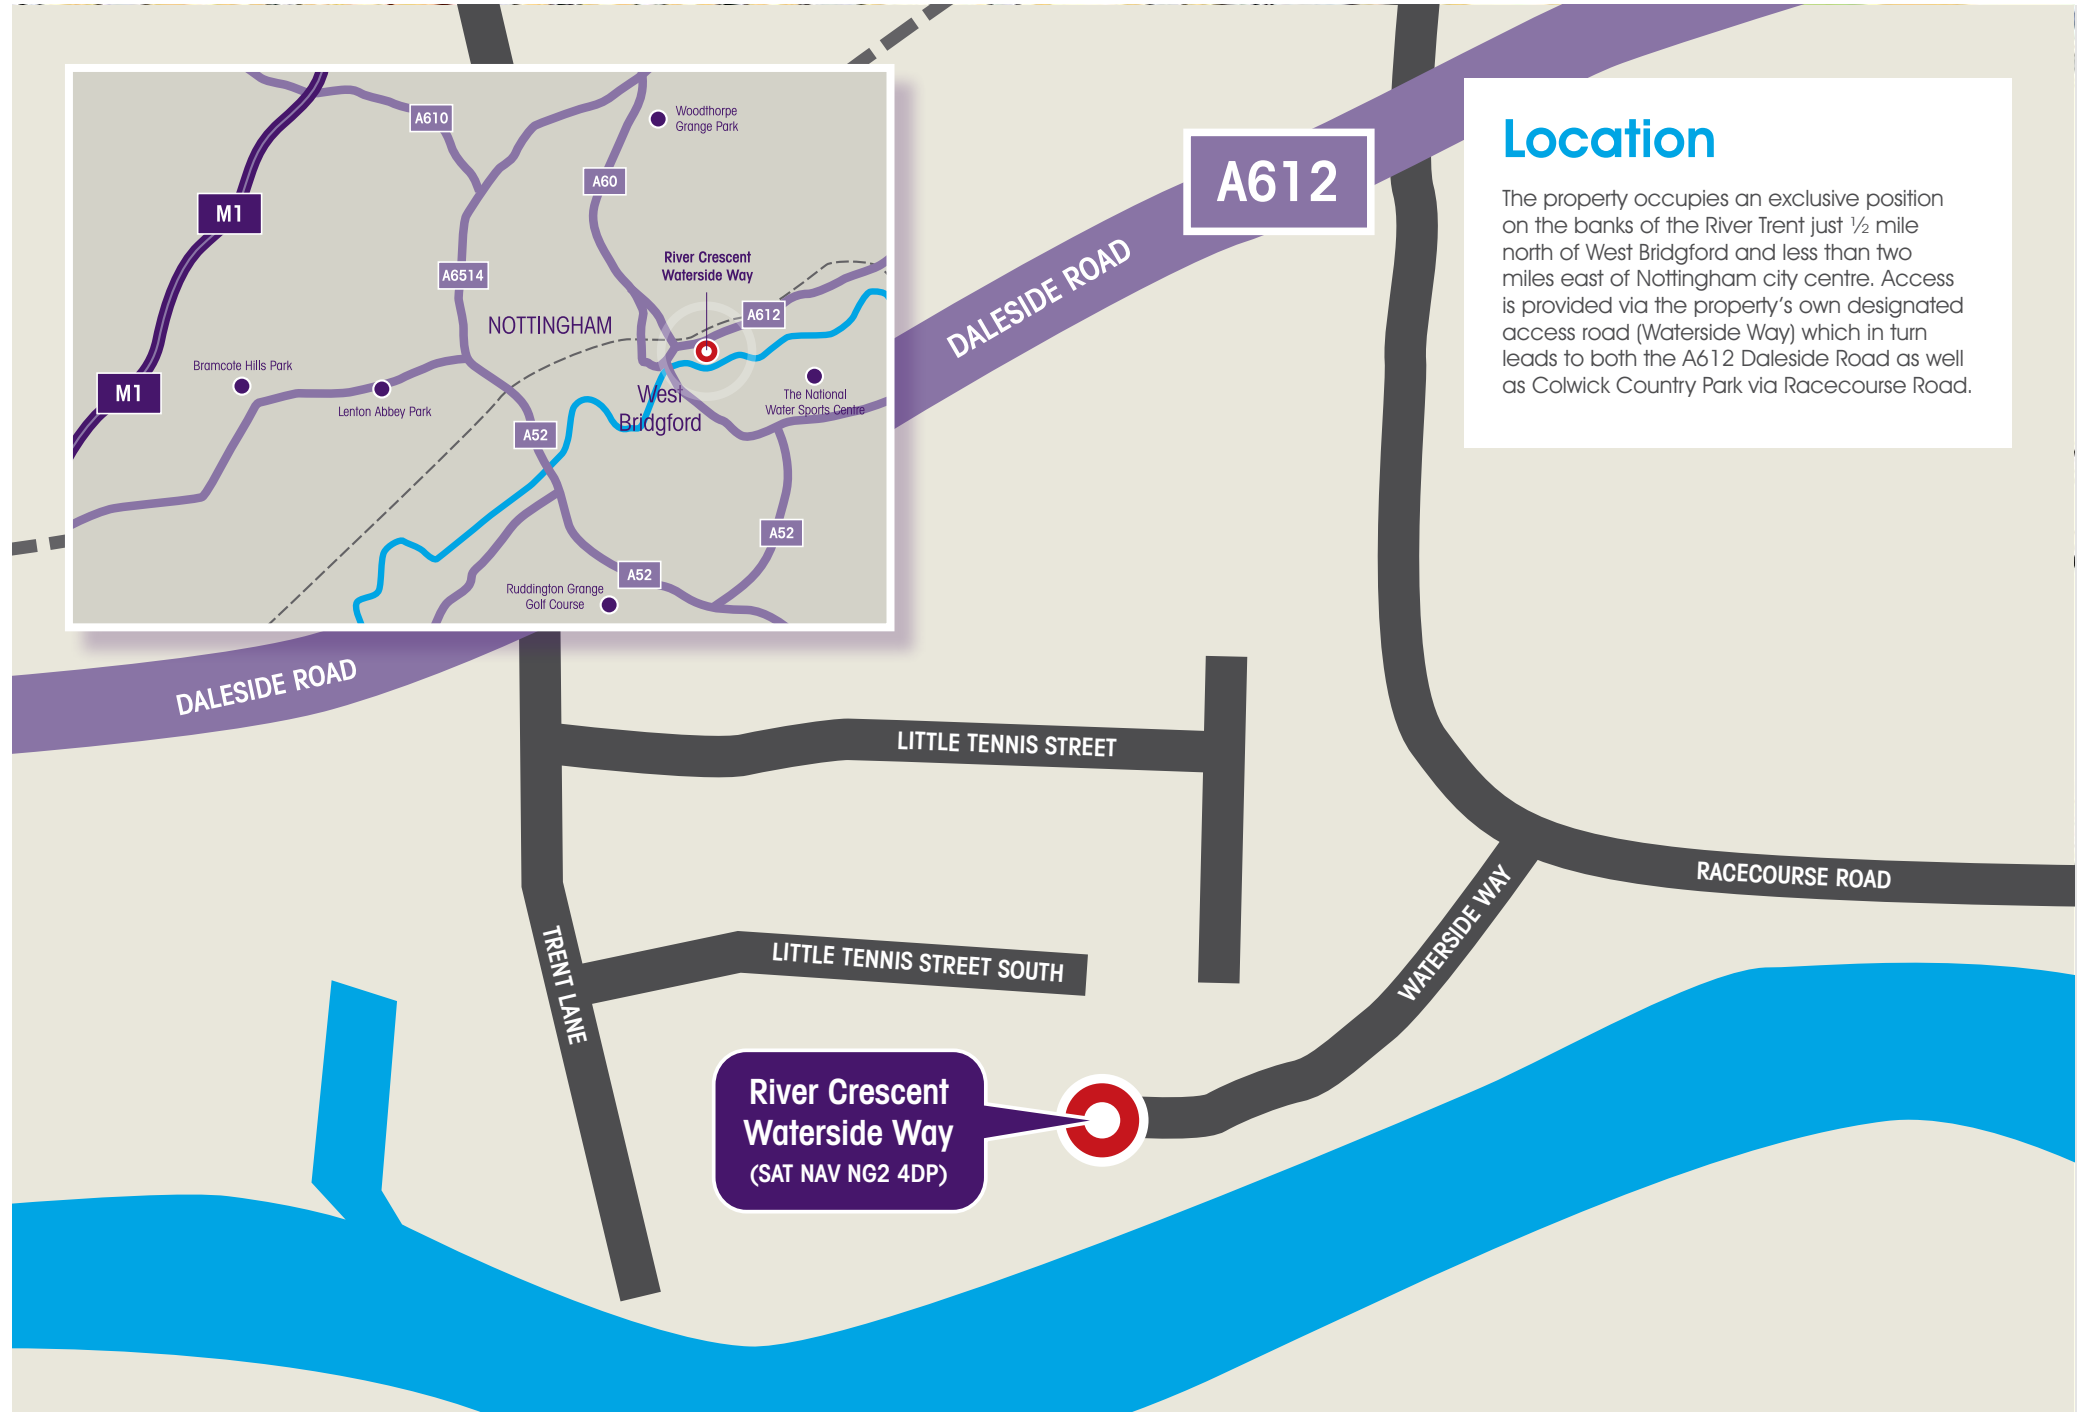 A610
Woodthorpe
Grange Park
A60
M1
River Crescent
Waterside Way
A6514
A612
NOTTINGHAM
Bramcote Hills Park
M1
Lenton Abbey Park
West
Bridgford
The National
Water Sports Centre
A52
A52
A52
Ruddington Grange
Golf Course
A612
DALESIDE ROAD
Location
The property occupies an exclusive position
on the banks of the River Trent just ½ mile
north of West Bridgford and less than two
miles east of Nottingham city centre. Access
is provided via the property’s own designated
access road (Waterside Way) which in turn
leads to both the A612 Daleside Road as well
as Colwick Country Park via Racecourse Road.
DALESIDE ROAD
LITTLE TENNIS STREET
RACECOURSE ROAD
WATERSIDE WAY
TRENT LANE
LITTLE TENNIS STREET SOUTH
River Crescent
Waterside Way
(SAT NAV NG2 4DP)